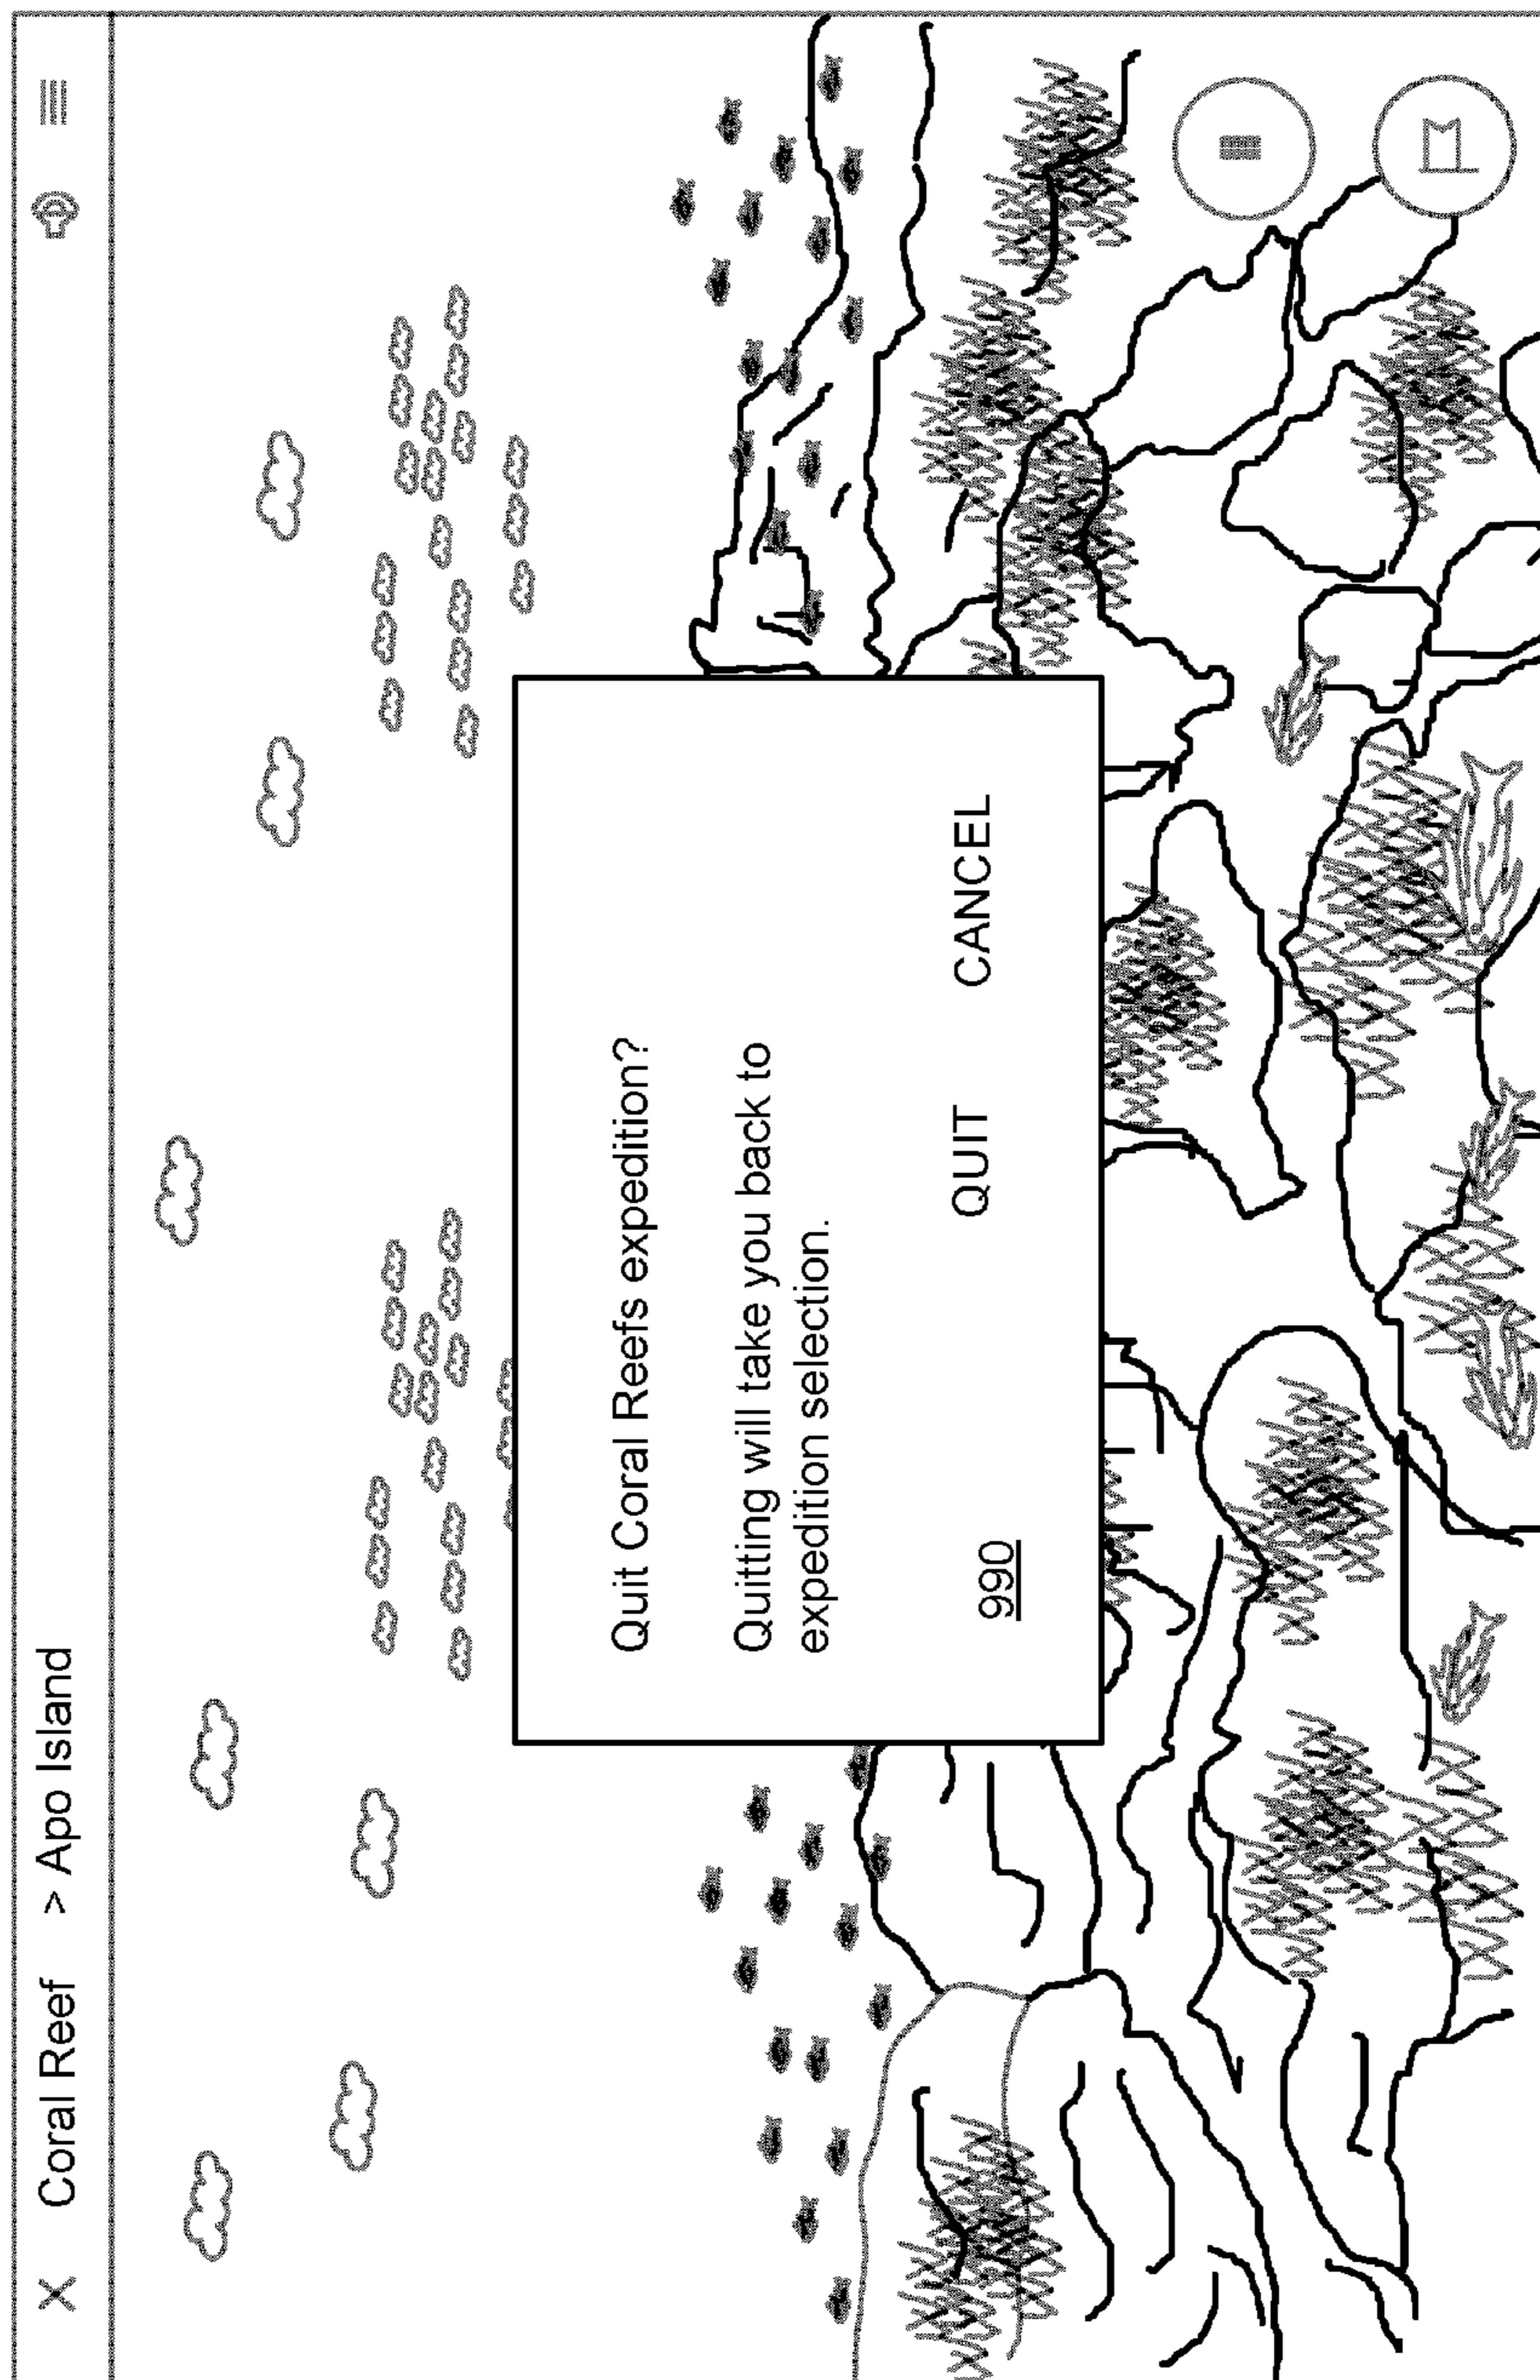 X Coral Reef > Apo Island
Quit Coral Reefs expedition?
Quitting will take you back to
expedition selection.
QUIT CANCEL
990